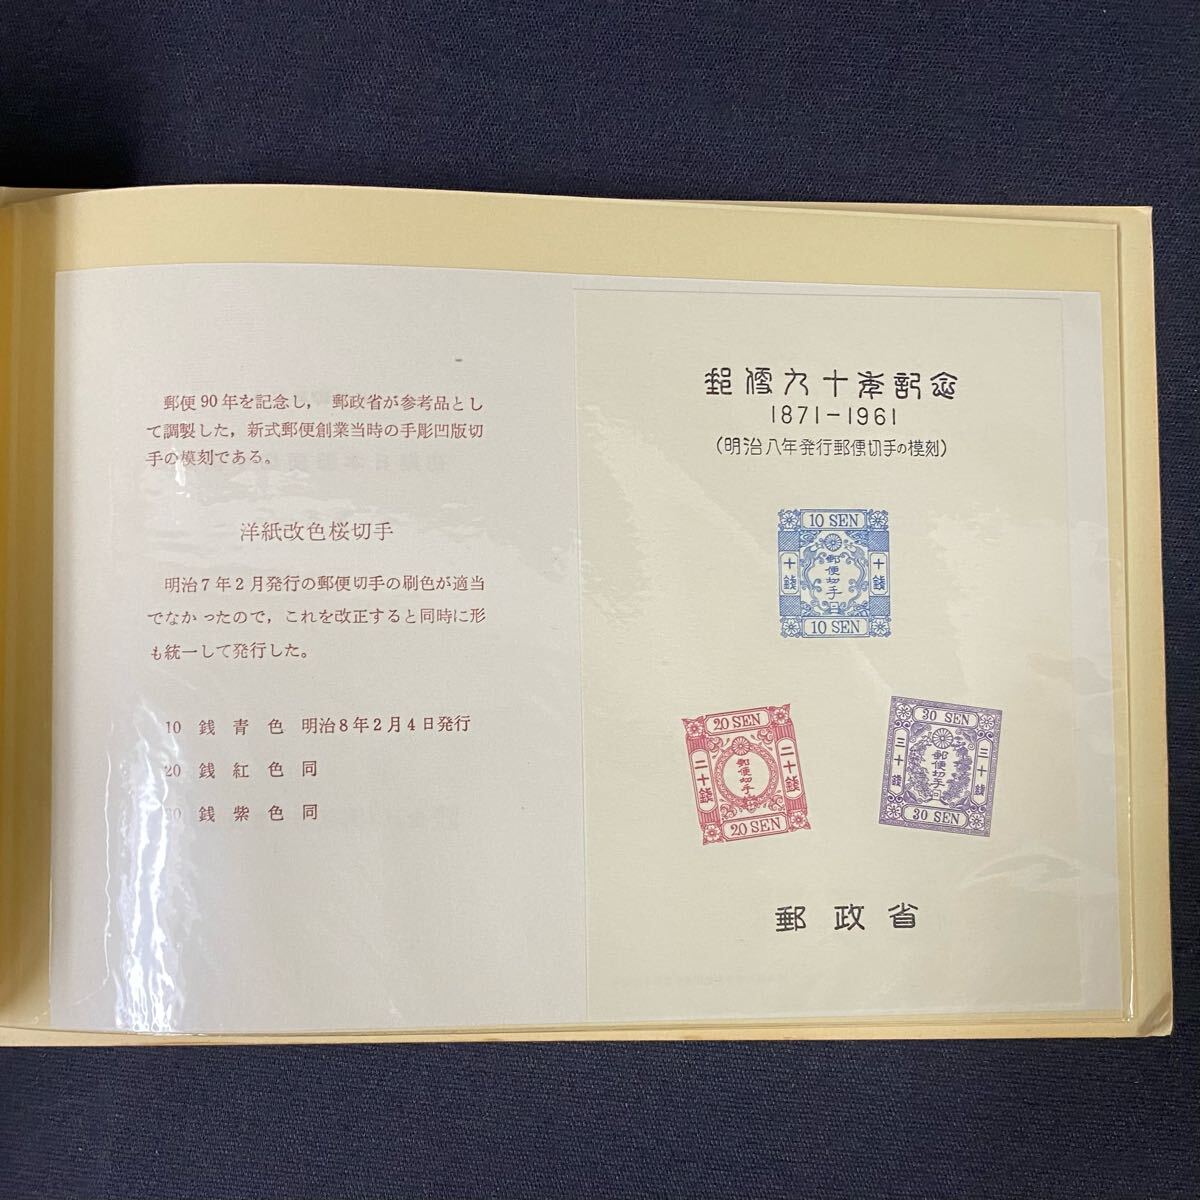 郵便90年を記念し，郵政省が参考品とし
て調製した，新式郵便創業当時の手彫凹版切
手の模刻である。
洋紙改色桜切手
明治7年2月発行の郵便切手の刷色が適当
でなかったので，これを改正すると同時に形
も統一して発行した。
10 銭 青 色 明治8年2月4日発行
20 銭 紅 色 同
30 銭 紫 色 同
郵便九十年記念
1871-1961
(明治八年発行郵便切手の模刻)
10 SEN
十銭
郵便切手
十銭
10 SEN
20 SEN
二十銭
郵便切手
二十銭
20 SEN
30 SEN
三十銭
郵便切手
三十銭
30 SEN
郵政省